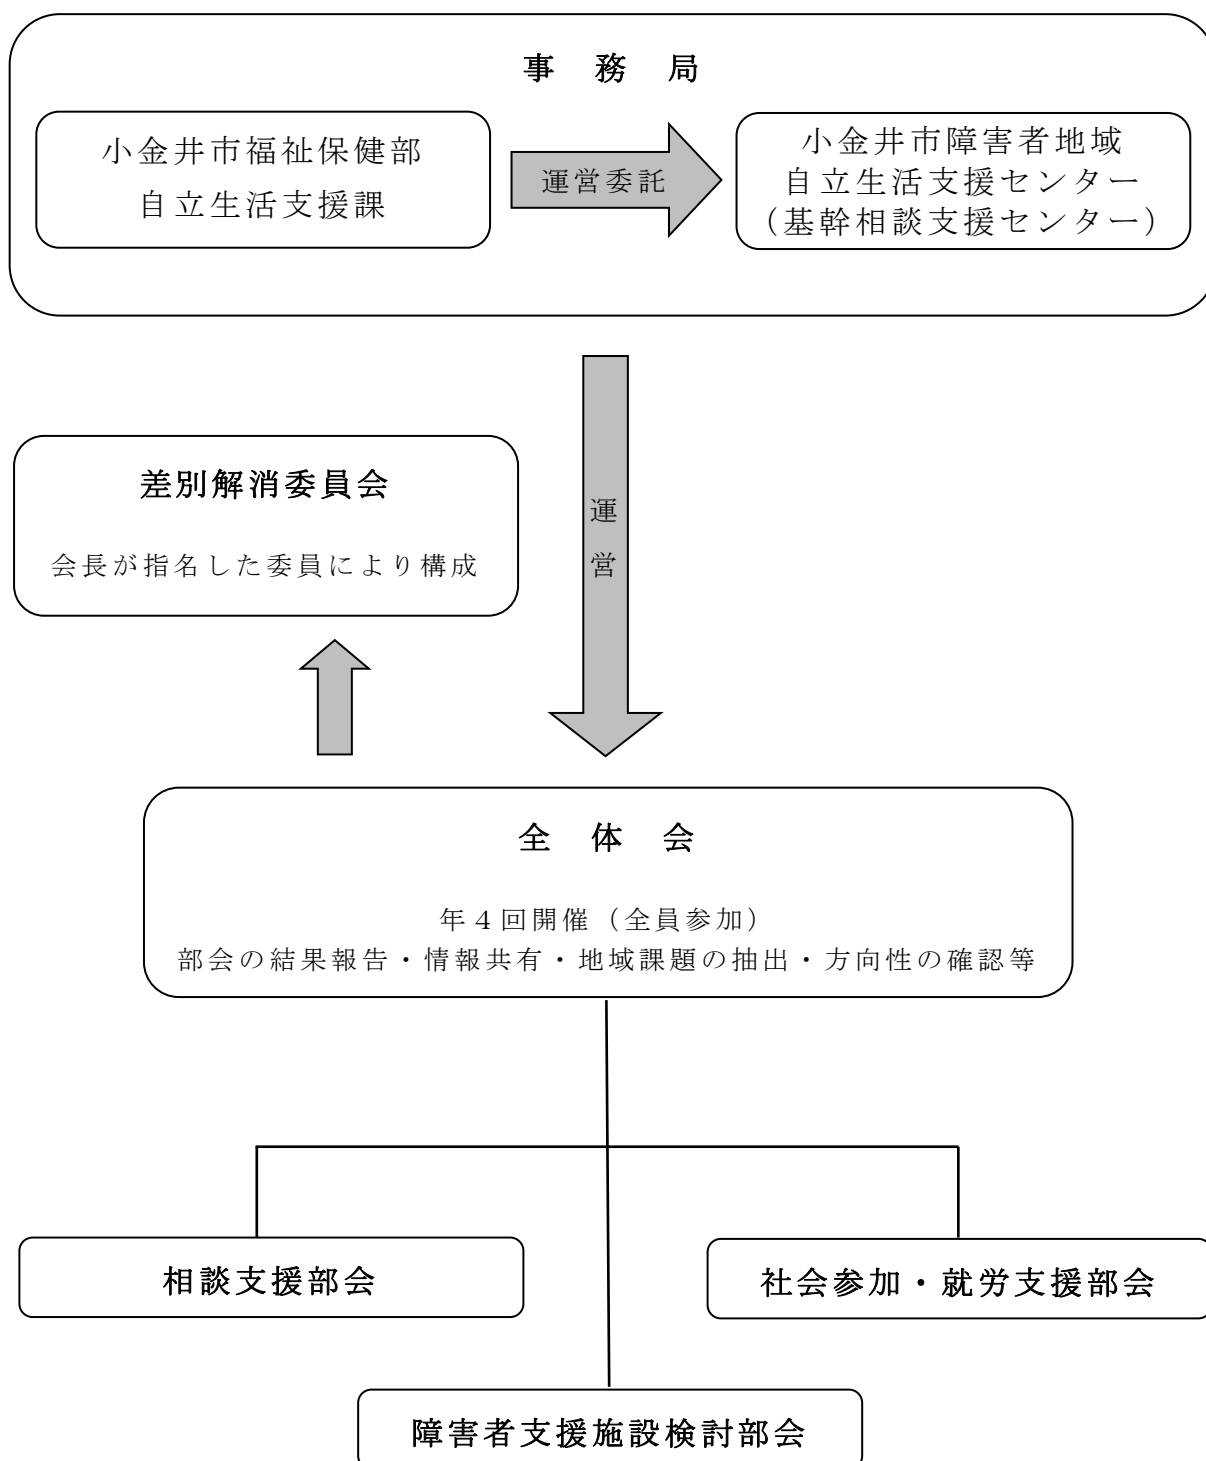 事　務　局
小金井市福祉保健部
自立生活支援課
運営委託
小金井市障害者地域
自立生活支援センター
（基幹相談支援センター）
差別解消委員会
会長が指名した委員により構成
運
営
全　体　会
年４回開催（全員参加）
部会の結果報告・情報共有・地域課題の抽出・方向性の確認等
相談支援部会
社会参加・就労支援部会
障害者支援施設検討部会